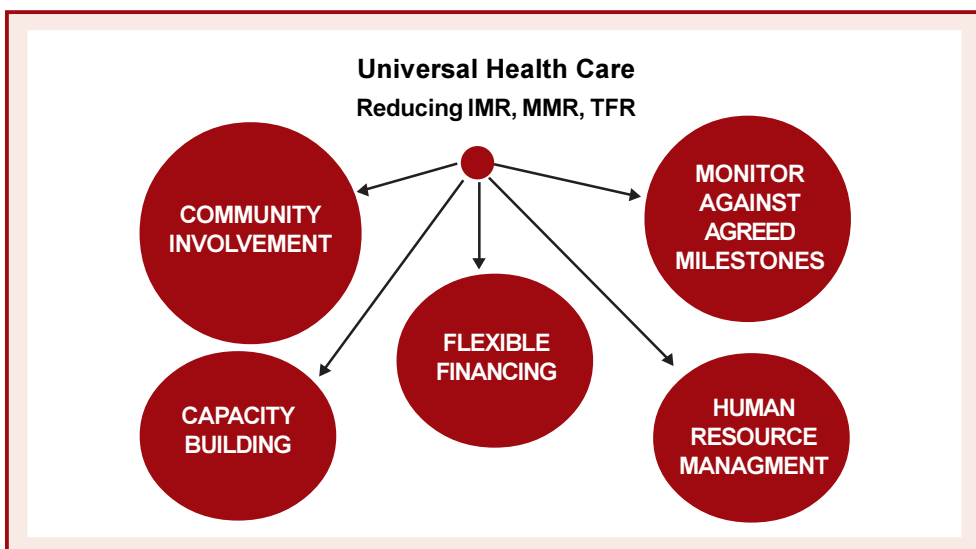 Universal Health Care
Reducing IMR, MMR, TFR
COMMUNITY
INVOLVEMENT
MONITOR
AGAINST
AGREED
MILESTONES
FLEXIBLE
FINANCING
CAPACITY
BUILDING
HUMAN
RESOURCE
MANAGMENT